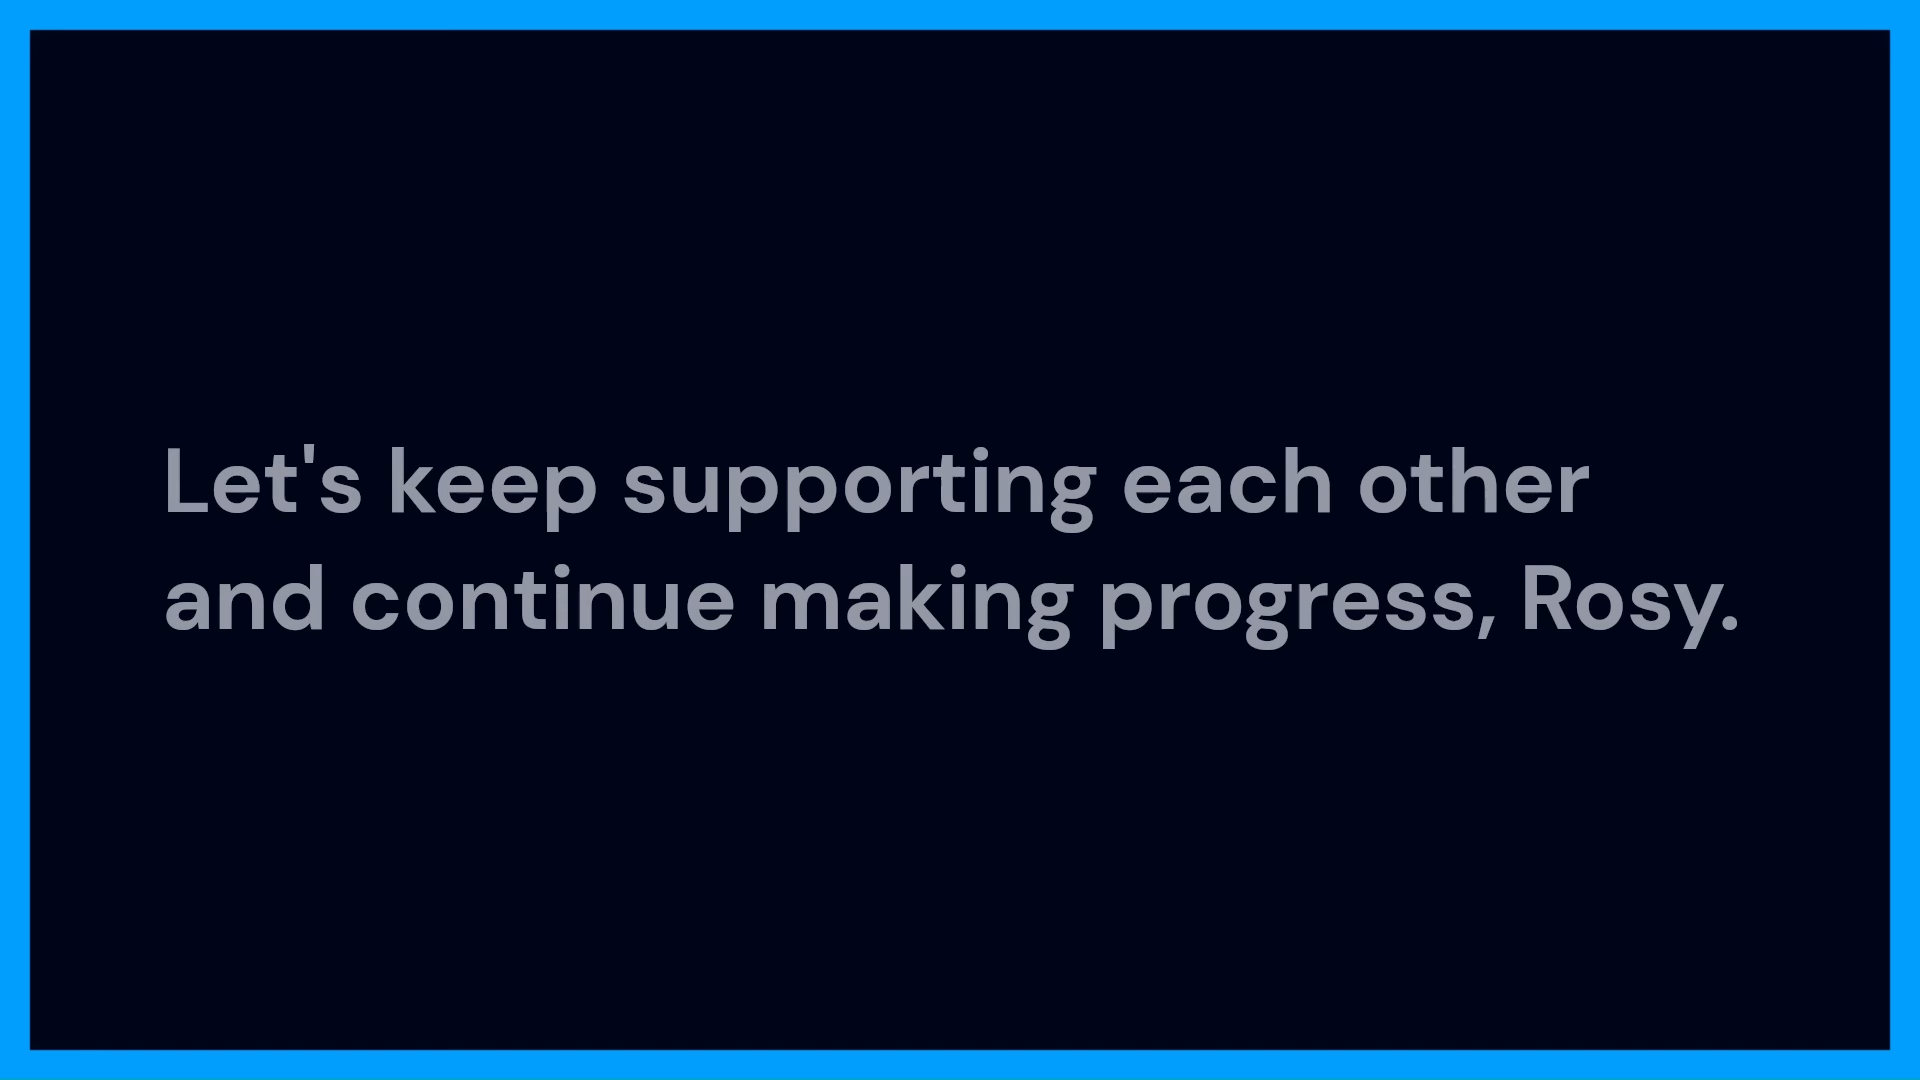 Let's keep supporting each other
and continue making progress, Rosy.